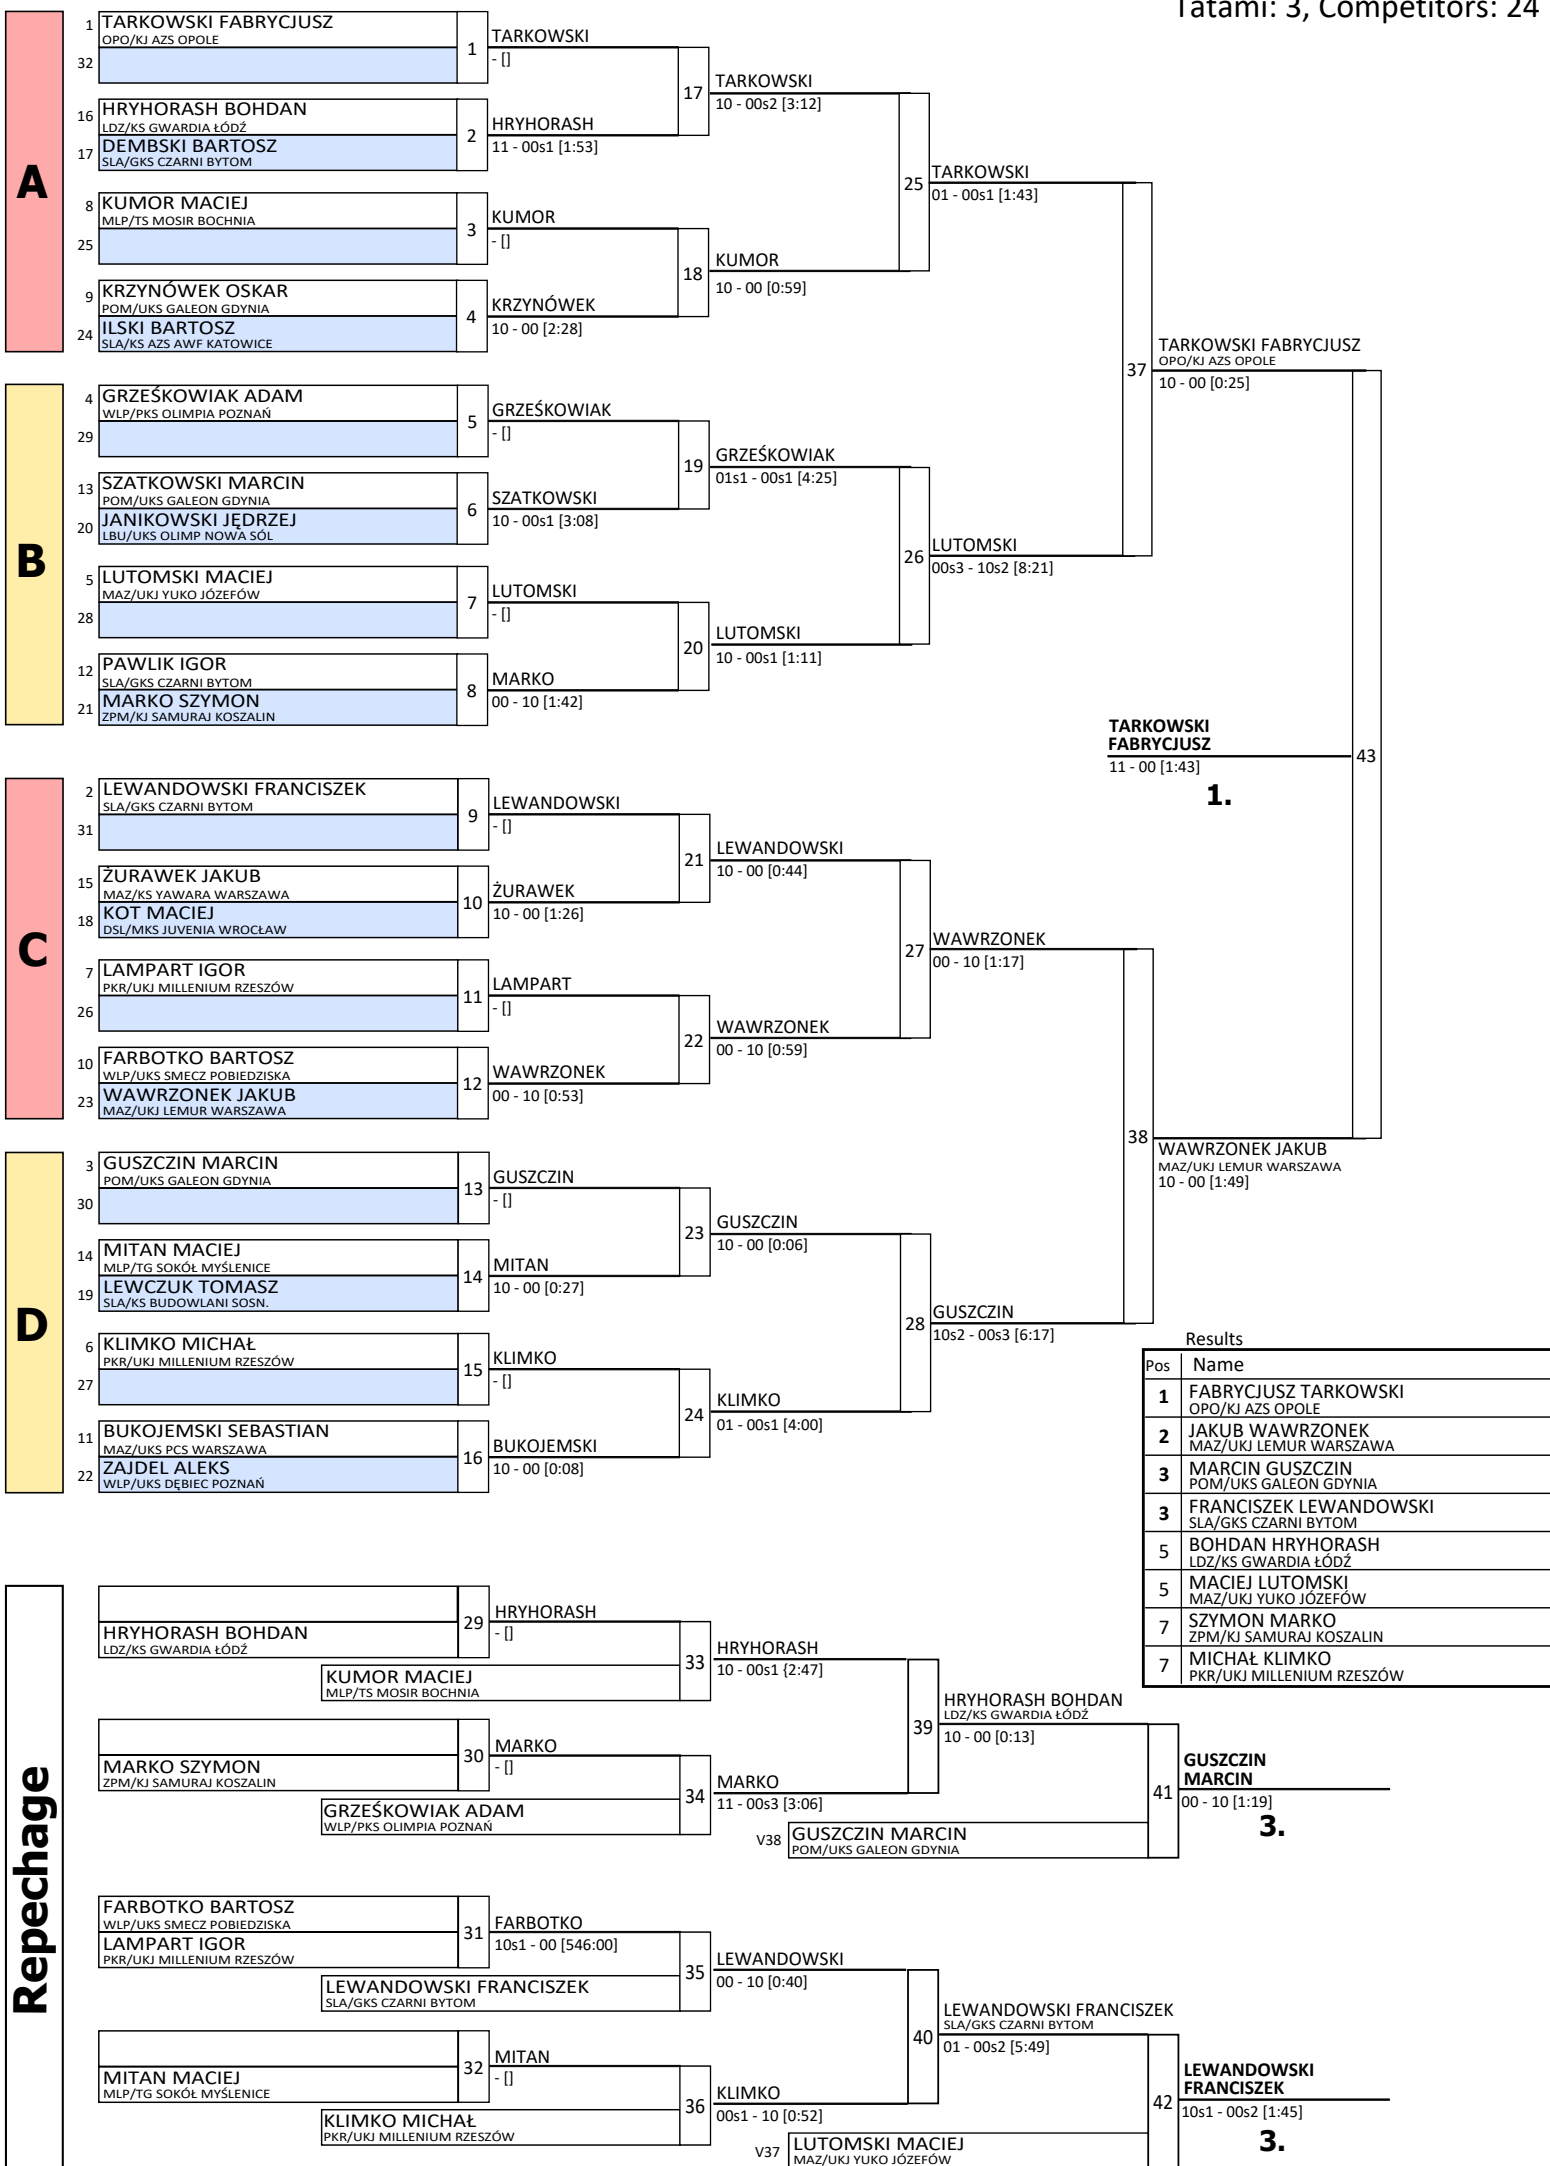 Tatami: 3, Competitors: 24
A
1 TARKOWSKI FABRYCJUSZ
OPO/KJ AZS OPOLE
32
1
TARKOWSKI
- []
16 HRYHORASH BOHDAN
LDZ/KS GWARDIA ŁÓDŹ
17 DEMBSKI BARTOSZ
SLA/GKS CZARNI BYTOM
2
HRYHORASH
11 - 00s1 [1:53]
17
TARKOWSKI
10 - 00s2 [3:12]
8 KUMOR MACIEJ
MLP/TS MOSIR BOCHNIA
25
3
KUMOR
- []
9 KRZYNÓWEK OSKAR
POM/UKS GALEON GDYNIA
24 ILSKI BARTOSZ
SLA/KS AZS AWF KATOWICE
4
KRZYNÓWEK
10 - 00 [2:28]
18
KUMOR
10 - 00 [0:59]
25
TARKOWSKI
01 - 00s1 [1:43]
B
4 GRZEŚKOWIAK ADAM
WLP/PKS OLIMPIA POZNAŃ
29
5
GRZEŚKOWIAK
- []
13 SZATKOWSKI MARCIN
POM/UKS GALEON GDYNIA
20 JANIKOWSKI JĘDRZEJ
LBU/UKS OLIMP NOWA SÓL
6
SZATKOWSKI
10 - 00s1 [3:08]
19
GRZEŚKOWIAK
01s1 - 00s1 [4:25]
5 LUTOMSKI MACIEJ
MAZ/UKJ YUKO JÓZEFÓW
28
7
LUTOMSKI
- []
12 PAWLIK IGOR
SLA/GKS CZARNI BYTOM
21 MARKO SZYMON
ZPM/KJ SAMURAJ KOSZALIN
8
MARKO
00 - 10 [1:42]
20
LUTOMSKI
10 - 00s1 [1:11]
26
LUTOMSKI
00s3 - 10s2 [8:21]
37
TARKOWSKI FABRYCJUSZ
OPO/KJ AZS OPOLE
10 - 00 [0:25]
TARKOWSKI
FABRYCJUSZ
11 - 00 [1:43]
1.
43
C
2 LEWANDOWSKI FRANCISZEK
SLA/GKS CZARNI BYTOM
31
9
LEWANDOWSKI
- []
15 ŻURAWEK JAKUB
MAZ/KS YAWARA WARSZAWA
18 KOT MACIEJ
DSL/MKS JUVENIA WROCŁAW
10
ŻURAWEK
10 - 00 [1:26]
21
LEWANDOWSKI
10 - 00 [0:44]
7 LAMPART IGOR
PKR/UKJ MILLENIUM RZESZÓW
26
11
LAMPART
- []
10 FARBOTKO BARTOSZ
WLP/UKS SMECZ POBIEDZISKA
23 WAWRZONEK JAKUB
MAZ/UKJ LEMUR WARSZAWA
12
WAWRZONEK
00 - 10 [0:53]
22
WAWRZONEK
00 - 10 [0:59]
27
WAWRZONEK
00 - 10 [1:17]
D
3 GUSZCZIN MARCIN
POM/UKS GALEON GDYNIA
30
13
GUSZCZIN
- []
14 MITAN MACIEJ
MLP/TG SOKÓŁ MYŚLENICE
19 LEWCZUK TOMASZ
SLA/KS BUDOWLANI SOSN.
14
MITAN
10 - 00 [0:27]
23
GUSZCZIN
10 - 00 [0:06]
6 KLIMKO MICHAŁ
PKR/UKJ MILLENIUM RZESZÓW
27
15
KLIMKO
- []
11 BUKOJEMSKI SEBASTIAN
MAZ/UKS PCS WARSZAWA
22 ZAJDEL ALEKS
WLP/UKS DĘBIEC POZNAŃ
16
BUKOJEMSKI
10 - 00 [0:08]
24
KLIMKO
01 - 00s1 [4:00]
28
GUSZCZIN
10s2 - 00s3 [6:17]
38
WAWRZONEK JAKUB
MAZ/UKJ LEMUR WARSZAWA
10 - 00 [1:49]
Results
Pos Name
1 FABRYCJUSZ TARKOWSKI
OPO/KJ AZS OPOLE
2 JAKUB WAWRZONEK
MAZ/UKJ LEMUR WARSZAWA
3 MARCIN GUSZCZIN
POM/UKS GALEON GDYNIA
3 FRANCISZEK LEWANDOWSKI
SLA/GKS CZARNI BYTOM
5 BOHDAN HRYHORASH
LDZ/KS GWARDIA ŁÓDŹ
5 MACIEJ LUTOMSKI
MAZ/UKJ YUKO JÓZEFÓW
7 SZYMON MARKO
ZPM/KJ SAMURAJ KOSZALIN
7 MICHAŁ KLIMKO
PKR/UKJ MILLENIUM RZESZÓW
Repechage
HRYHORASH BOHDAN
LDZ/KS GWARDIA ŁÓDŹ
29
HRYHORASH
- []
KUMOR MACIEJ
MLP/TS MOSIR BOCHNIA
33
HRYHORASH
10 - 00s1 {2:47]
MARKO SZYMON
ZPM/KJ SAMURAJ KOSZALIN
30
MARKO
- []
GRZEŚKOWIAK ADAM
WLP/PKS OLIMPIA POZNAŃ
34
MARKO
11 - 00s3 [3:06]
39
HRYHORASH BOHDAN
LDZ/KS GWARDIA ŁÓDŹ
10 - 00 [0:13]
V38 GUSZCZIN MARCIN
POM/UKS GALEON GDYNIA
41
GUSZCZIN
MARCIN
00 - 10 [1:19]
3.
FARBOTKO BARTOSZ
WLP/UKS SMECZ POBIEDZISKA
LAMPART IGOR
PKR/UKJ MILLENIUM RZESZÓW
31
FARBOTKO
10s1 - 00 [546:00]
LEWANDOWSKI FRANCISZEK
SLA/GKS CZARNI BYTOM
35
LEWANDOWSKI
00 - 10 [0:40]
MITAN MACIEJ
MLP/TG SOKÓŁ MYŚLENICE
32
MITAN
- []
KLIMKO MICHAŁ
PKR/UKJ MILLENIUM RZESZÓW
36
KLIMKO
00s1 - 10 [0:52]
40
LEWANDOWSKI FRANCISZEK
SLA/GKS CZARNI BYTOM
01 - 00s2 [5:49]
V37 LUTOMSKI MACIEJ
MAZ/UKJ YUKO JÓZEFÓW
42
LEWANDOWSKI
FRANCISZEK
10s1 - 00s2 [1:45]
3.